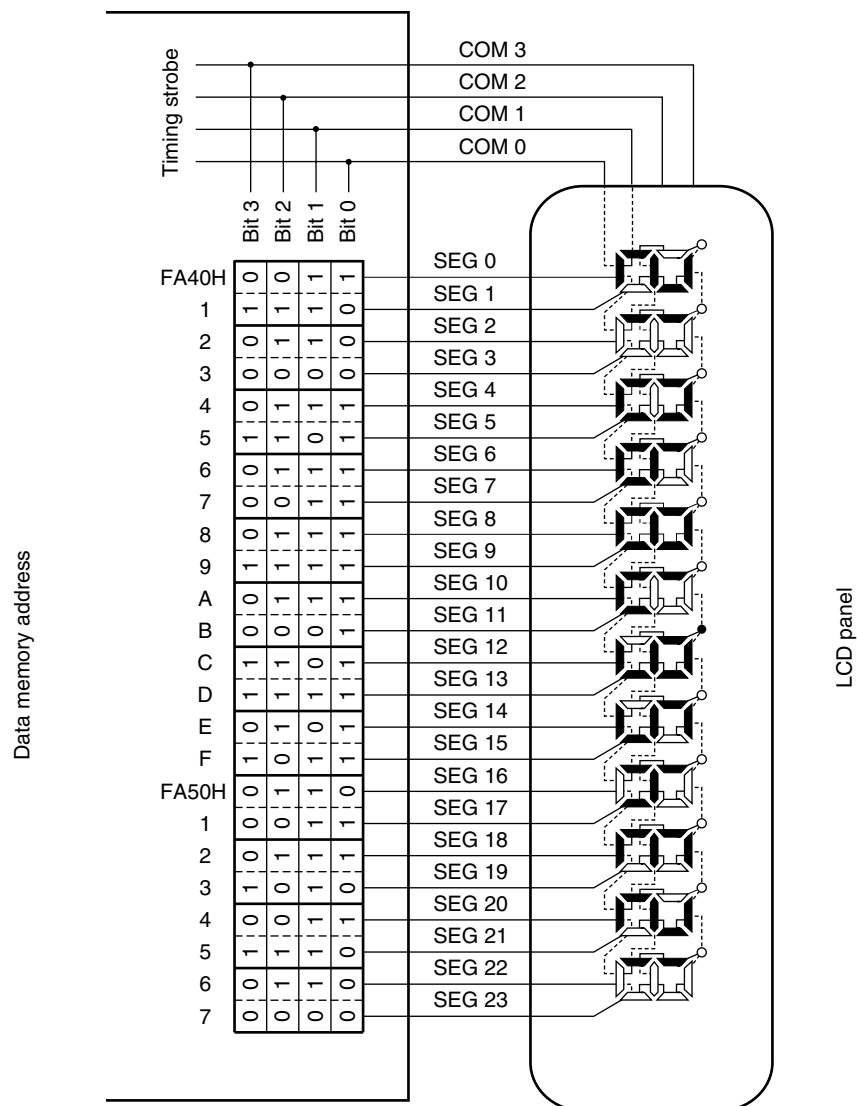 COM 3
COM 2
COM 1
COM 0
Timing strobe
Bit 3
Bit 2
Bit 1
Bit 0
FA40H 0 0 1 1 SEG 0
1 1 1 1 0 SEG 1
2 0 1 1 0 SEG 2
3 0 0 0 0 SEG 3
4 0 1 1 1 SEG 4
5 1 1 0 1 SEG 5
6 0 1 1 1 SEG 6
7 0 0 1 1 SEG 7
8 0 1 1 1 SEG 8
9 1 1 1 1 SEG 9
A 0 1 1 1 SEG 10
B 0 0 0 1 SEG 11
C 1 1 0 1 SEG 12
D 1 1 1 1 SEG 13
E 0 1 0 1 SEG 14
F 1 0 1 1 SEG 15
FA50H 0 1 1 0 SEG 16
1 0 0 1 1 SEG 17
2 0 1 1 1 SEG 18
3 1 0 1 0 SEG 19
4 0 0 1 1 SEG 20
5 1 1 1 0 SEG 21
6 0 1 1 0 SEG 22
7 0 0 0 0 SEG 23
Data memory address
LCD panel